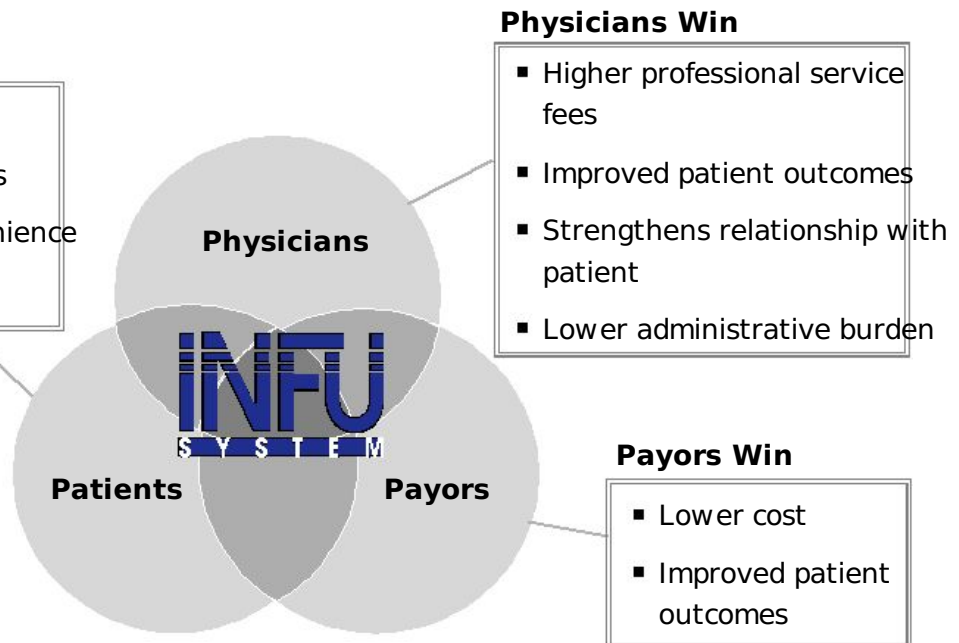 Physicians Win
▪ Higher professional service
fees
▪ Improved patient outcomes
▪ Strengthens relationship with
patient
▪ Lower administrative burden
Physicians
INFU
SYSTEM
Patients
Payors
Payors Win
▪ Lower cost
▪ Improved patient
outcomes